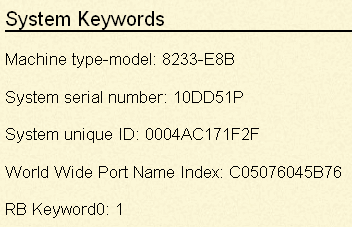 System Keywords
Machine type-model: 8233-E8B
System serial number: 10DD51P
System unique ID: 0004AC171F2F
World Wide Port Name Index: C05076045B76
RB Keyword0: 1